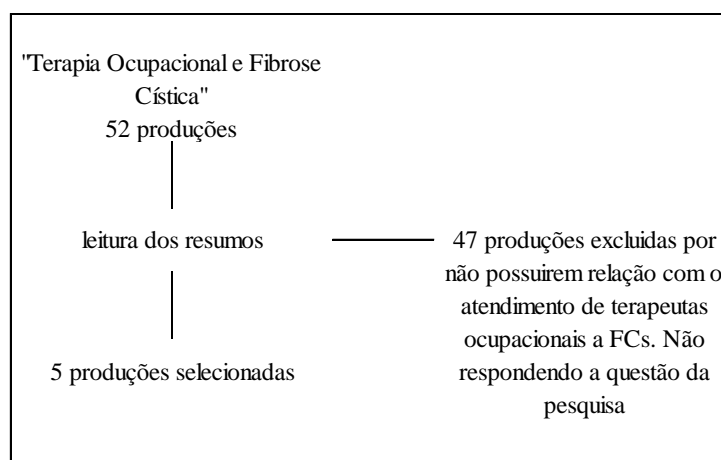 "Terapia Ocupacional e Fibrose
Cística"
52 produções
leitura dos resumos
47 produções excluidas por
não possuirem relação com o
atendimento de terapeutas
ocupacionais a FCs. Não
respondendo a questão da
pesquisa
5 produções selecionadas